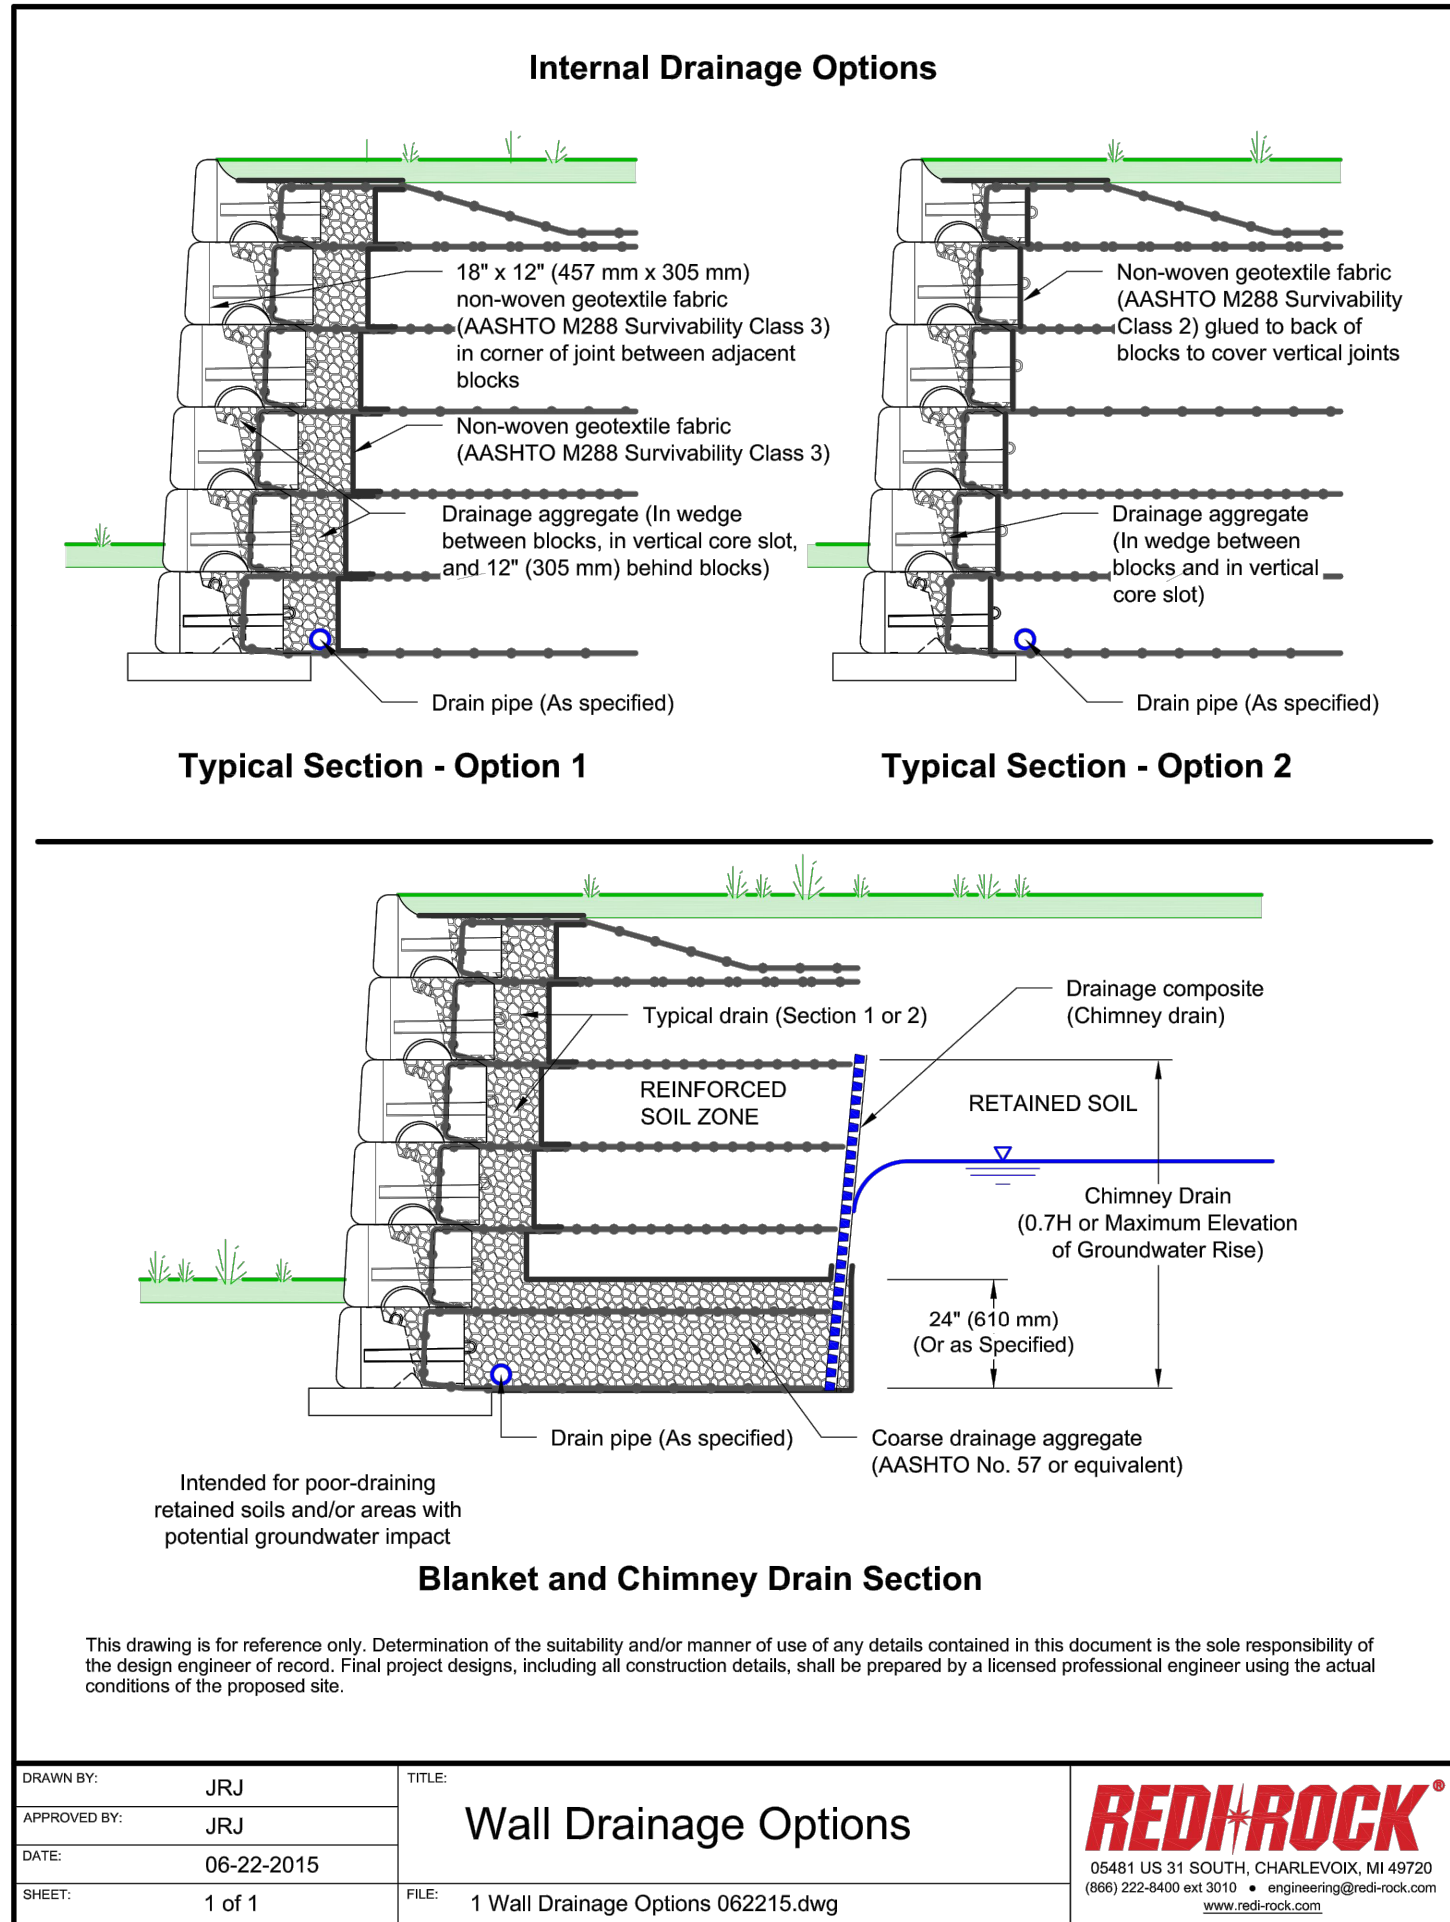 Internal Drainage Options
18" x 12" (457 mm x 305 mm)
non-woven geotextile fabric
(AASHTO M288 Survivability Class 3)
in corner of joint between adjacent
blocks
Non-woven geotextile fabric
(AASHTO M288 Survivability Class 3)
Drainage aggregate (In wedge
between blocks, in vertical core slot,
and 12" (305 mm) behind blocks)
Drain pipe (As specified)
Typical Section - Option 1
Non-woven geotextile fabric
(AASHTO M288 Survivability
Class 2) glued to back of
blocks to cover vertical joints
Drainage aggregate
(In wedge between
blocks and in vertical
core slot)
Drain pipe (As specified)
Typical Section - Option 2
Typical drain (Section 1 or 2)
Drainage composite
(Chimney drain)
REINFORCED
SOIL ZONE
RETAINED SOIL
Chimney Drain
(0.7H or Maximum Elevation
of Groundwater Rise)
24" (610 mm)
(Or as Specified)
Drain pipe (As specified)
Coarse drainage aggregate
(AASHTO No. 57 or equivalent)
Intended for poor-draining
retained soils and/or areas with
potential groundwater impact
Blanket and Chimney Drain Section
This drawing is for reference only. Determination of the suitability and/or manner of use of any details contained in this document is the sole responsibility of
the design engineer of record. Final project designs, including all construction details, shall be prepared by a licensed professional engineer using the actual
conditions of the proposed site.
DRAWN BY: JRJ
APPROVED BY: JRJ
DATE: 06-22-2015
SHEET: 1 of 1
TITLE:
Wall Drainage Options
FILE: 1 Wall Drainage Options 062215.dwg
REDI-ROCK®
05481 US 31 SOUTH, CHARLEVOIX, MI 49720
(866) 222-8400 ext 3010 • engineering@redi-rock.com
www.redi-rock.com